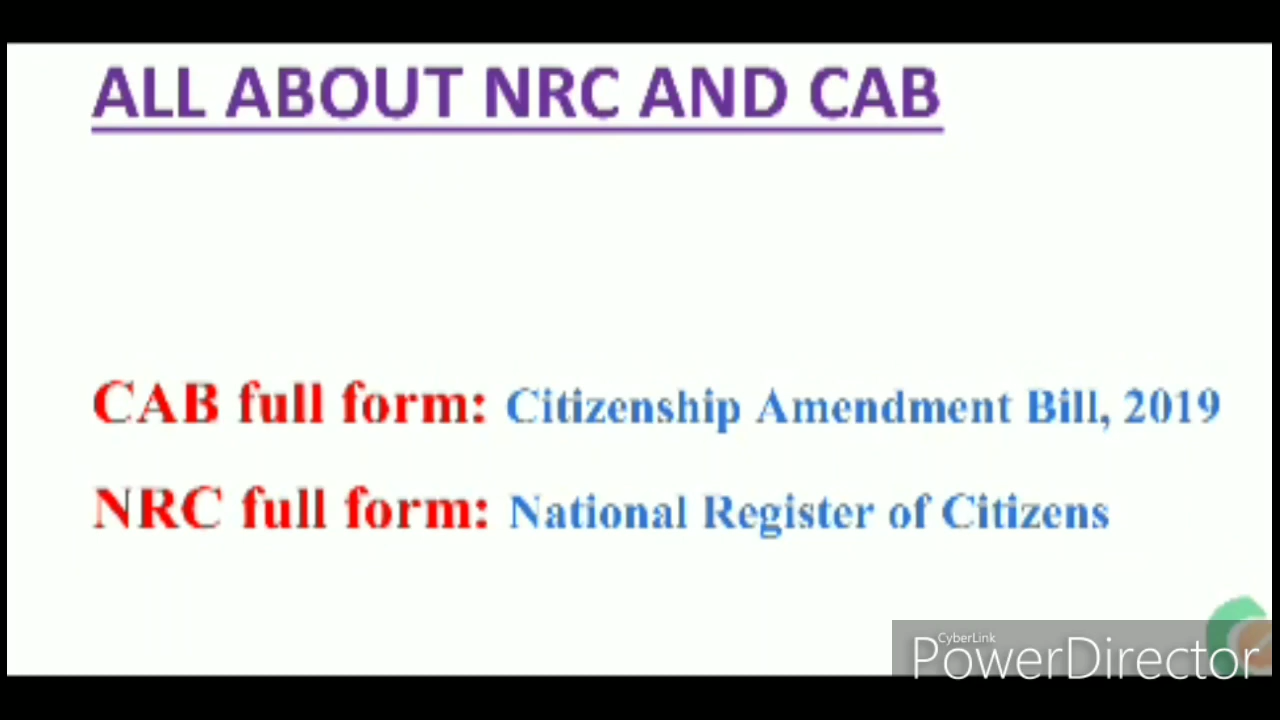 ALL ABOUT NRC AND CAB
CAB full form: Citizenship Amendment Bill, 2019
NRC full form: National Register of Citizens
CyberLink
PowerDirector